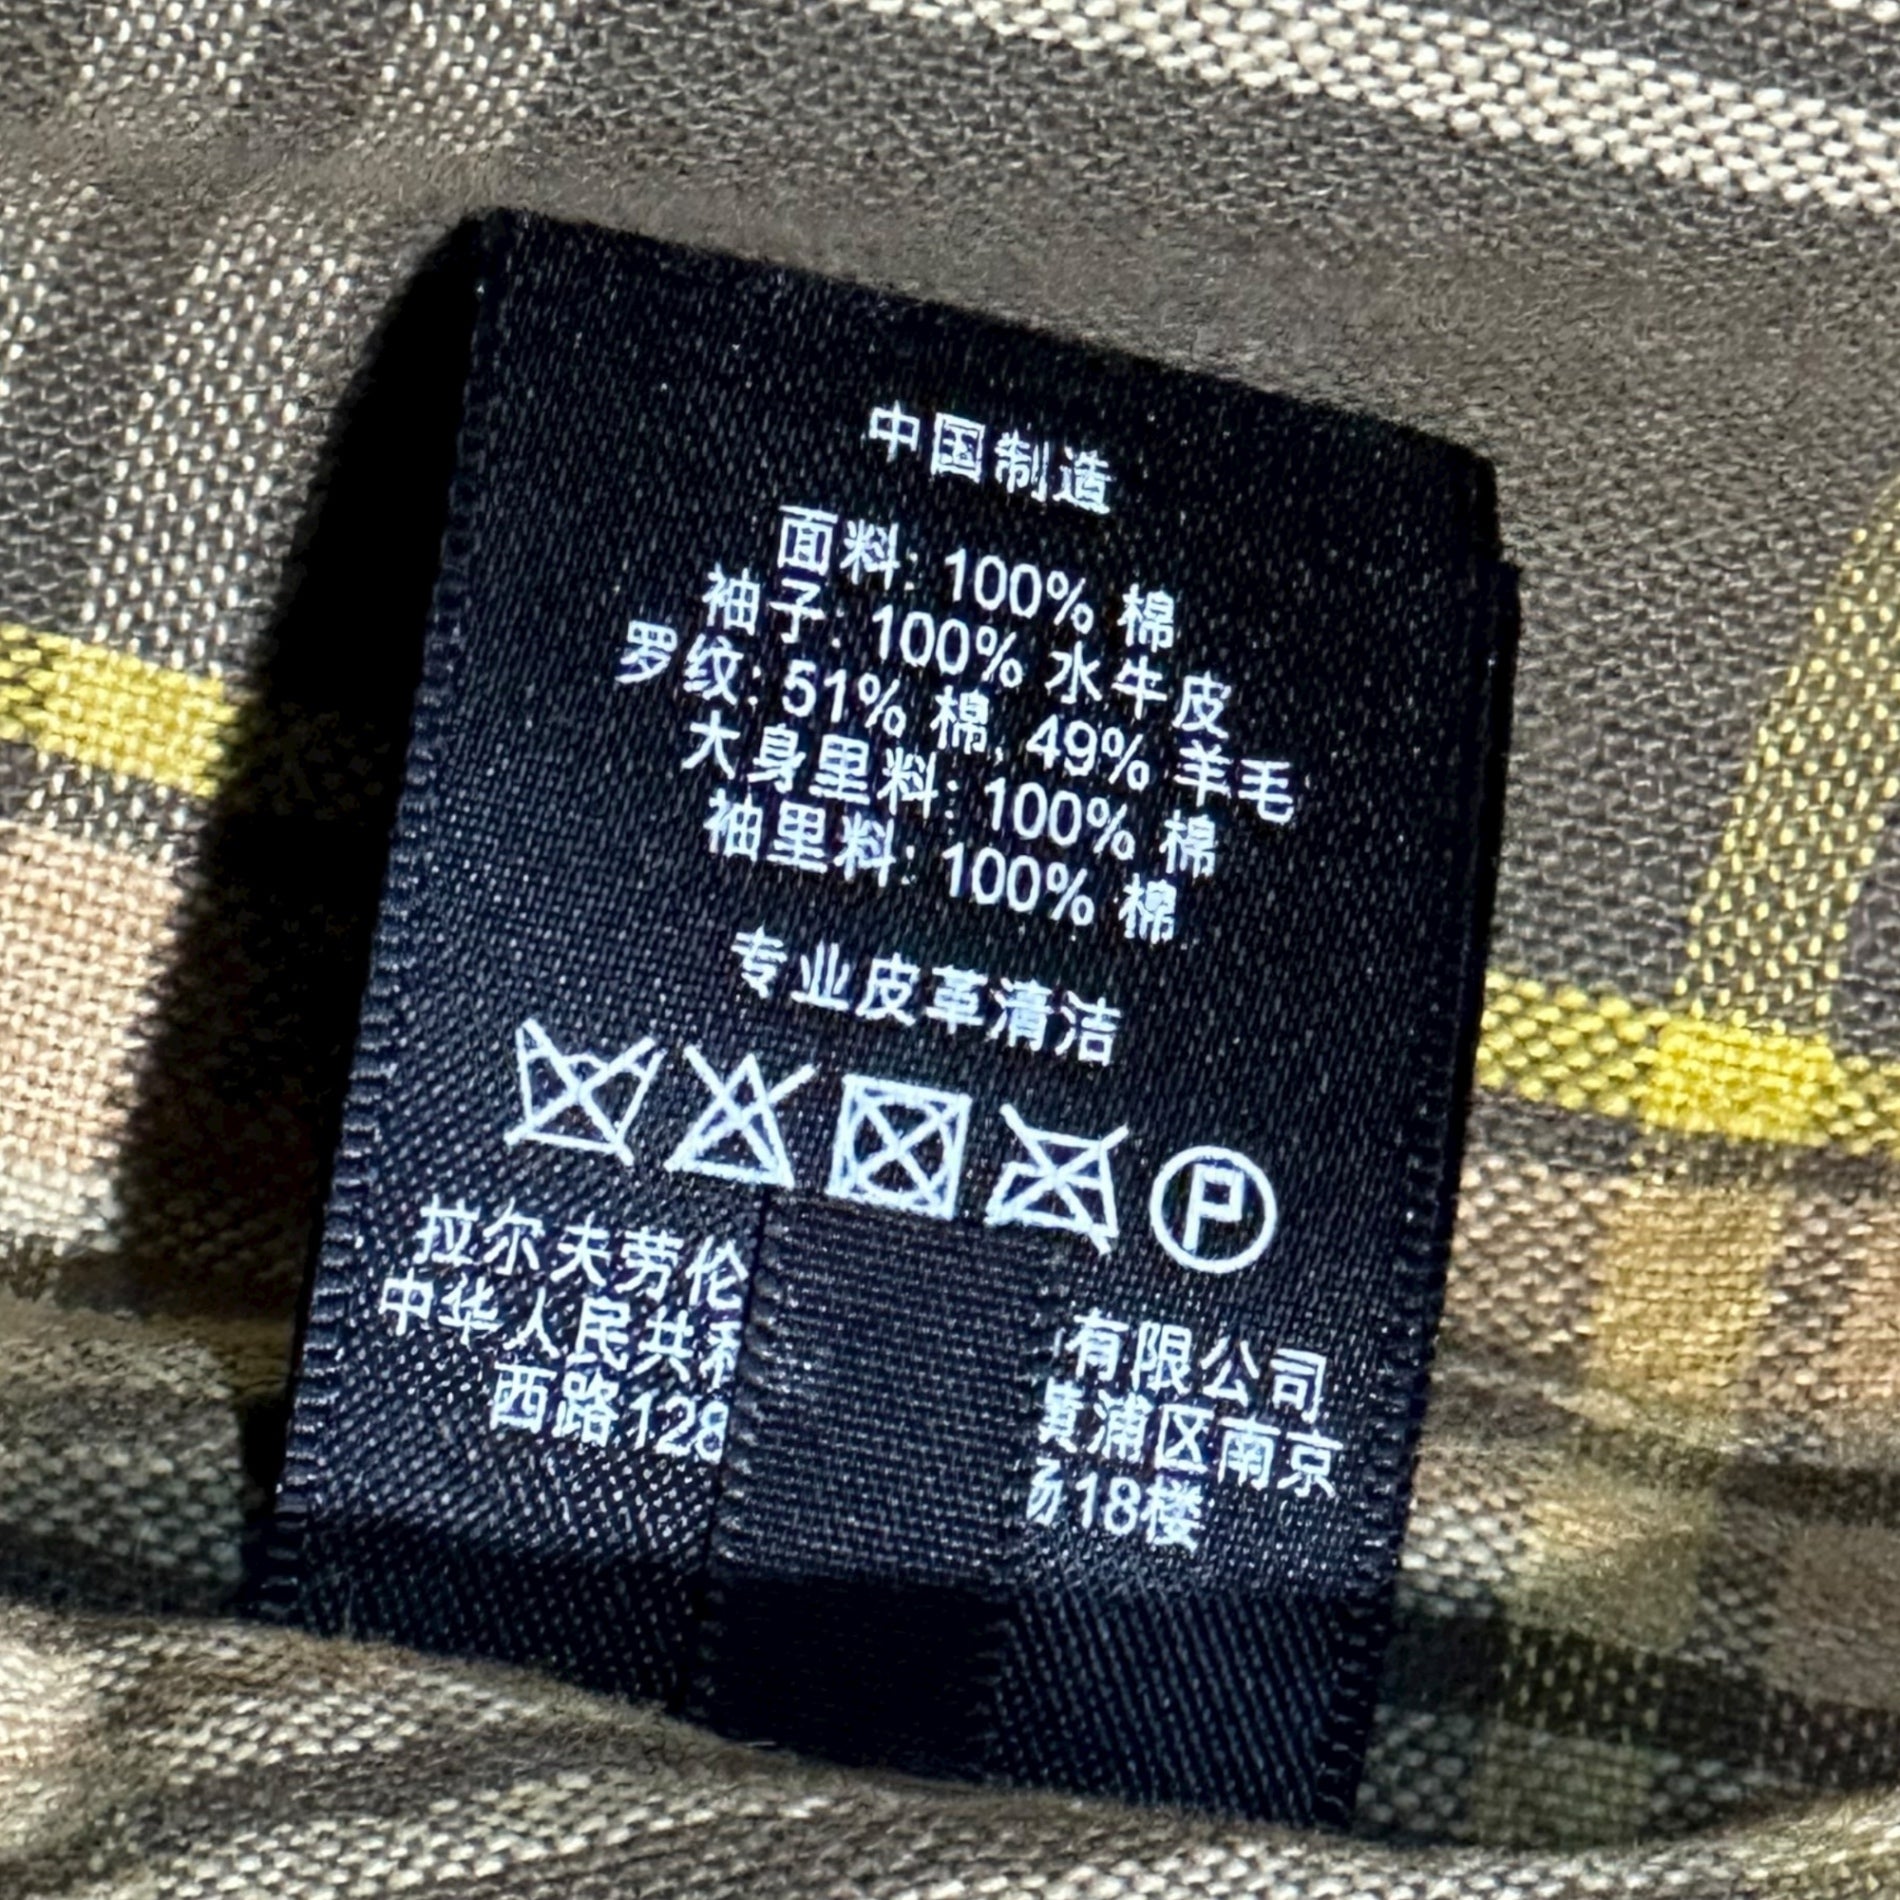 中国制造
面料: 100% 棉
袖子: 100% 水牛皮
罗纹: 51% 棉, 49% 羊毛
大身里料: 100% 棉
袖里料: 100% 棉
专业皮革清洁
P
拉尔夫劳伦 有限公司
中华人民共和 黄浦区南京
西路128 18楼